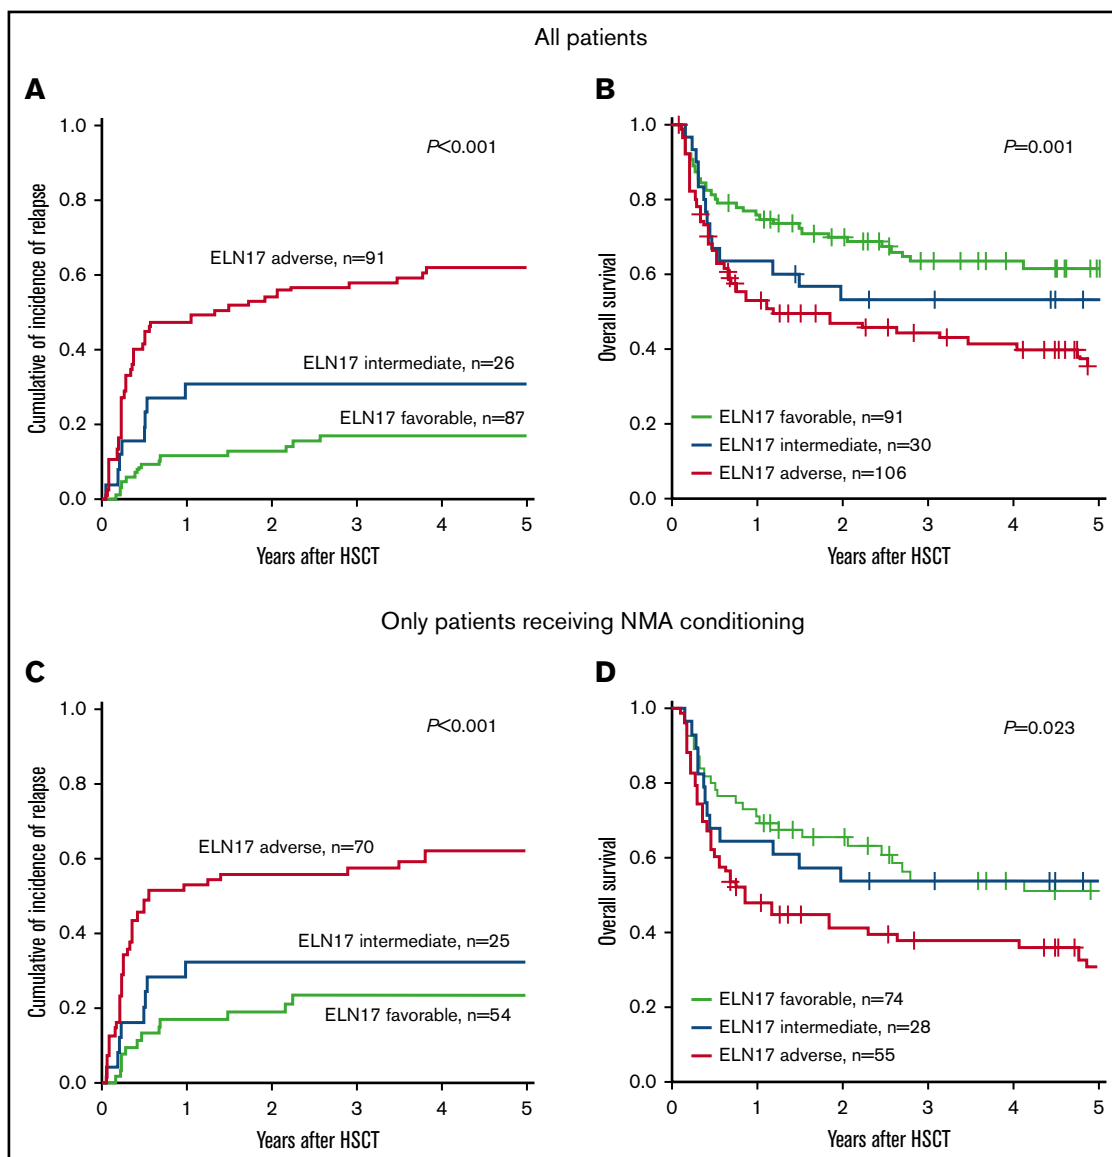 All patients
A
Cumulative of incidence of relapse
1.0
0.8
0.6
0.4
0.2
0.0
P<0.001
ELN17 adverse, n=91
ELN17 intermediate, n=26
ELN17 favorable, n=87
0 1 2 3 4 5
Years after HSCT
B
Overall survival
1.0
0.8
0.6
0.4
0.2
0.0
P=0.001
ELN17 favorable, n=91
ELN17 intermediate, n=30
ELN17 adverse, n=106
0 1 2 3 4 5
Years after HSCT
Only patients receiving NMA conditioning
C
Cumulative of incidence of relapse
1.0
0.8
0.6
0.4
0.2
0.0
P<0.001
ELN17 adverse, n=70
ELN17 intermediate, n=25
ELN17 favorable, n=54
0 1 2 3 4 5
Years after HSCT
D
Overall survival
1.0
0.8
0.6
0.4
0.2
0.0
P=0.023
ELN17 favorable, n=74
ELN17 intermediate, n=28
ELN17 adverse, n=55
0 1 2 3 4 5
Years after HSCT